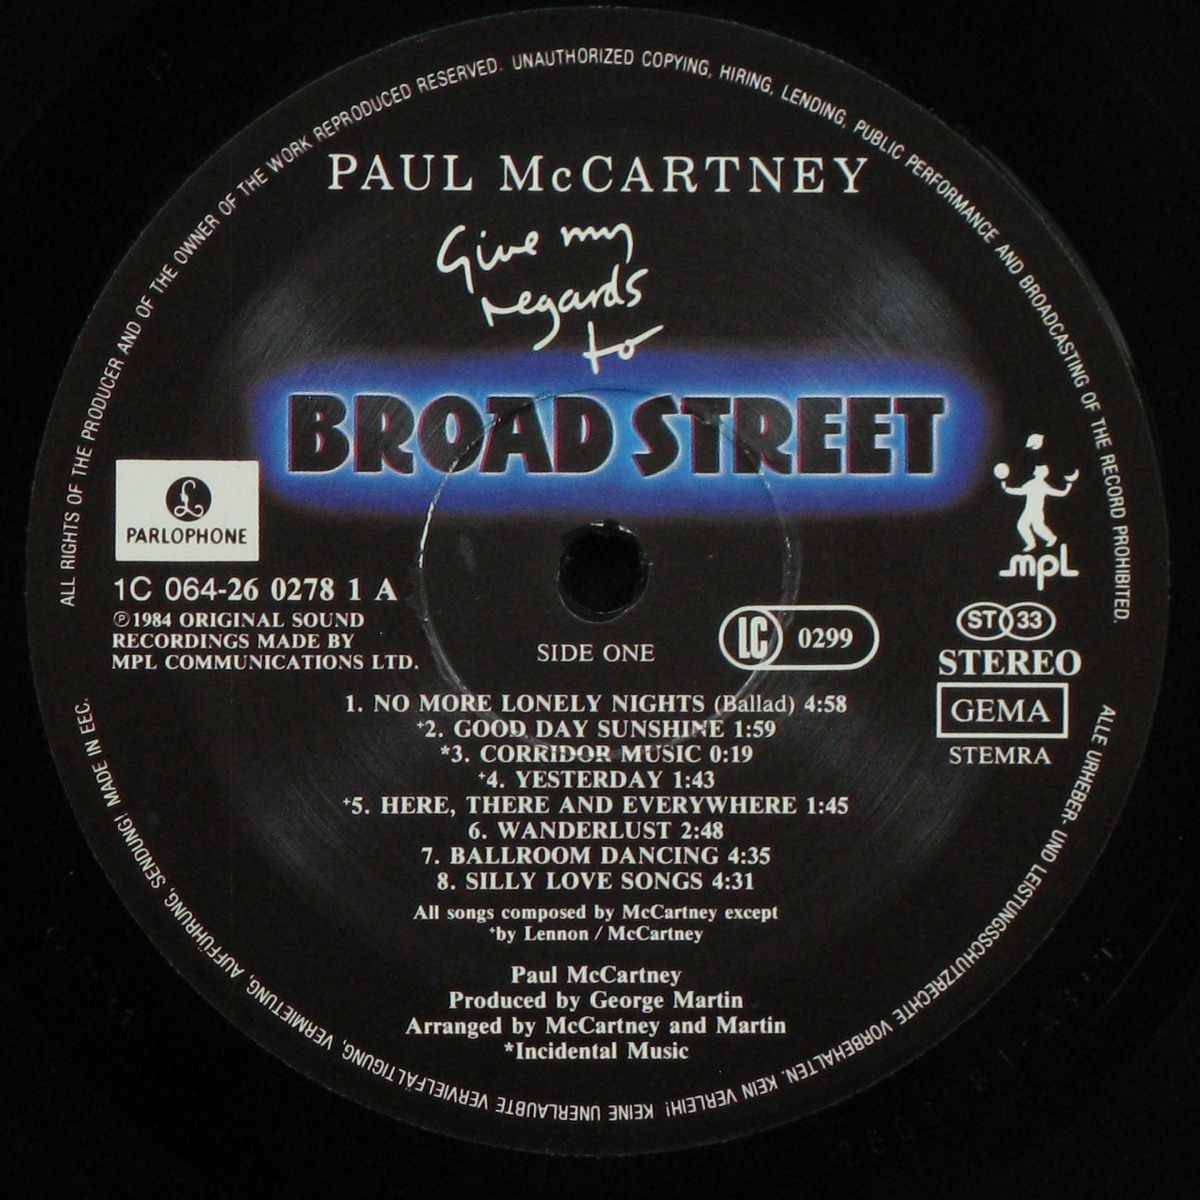 ALL RIGHTS OF THE PRODUCER AND OF THE OWNER OF THE WORK REPRODUCED RESERVED. UNAUTHORIZED COPYING, HIRING, LENDING, PUBLIC PERFORMANCE AND BROADCASTING OF THE RECORD PROHIBITED.
PAUL McCARTNEY
Give my
regards
to
BROAD STREET
£
PARLOPHONE
mpl
1C 064-26 0278 1 A
℗1984 ORIGINAL SOUND
RECORDINGS MADE BY
MPL COMMUNICATIONS LTD.
SIDE ONE
LC 0299
ST 33
STEREO
GEMA
STEMRA
1. NO MORE LONELY NIGHTS (Ballad) 4:58
+2. GOOD DAY SUNSHINE 1:59
*3. CORRIDOR MUSIC 0:19
+4. YESTERDAY 1:43
+5. HERE, THERE AND EVERYWHERE 1:45
6. WANDERLUST 2:48
7. BALLROOM DANCING 4:35
8. SILLY LOVE SONGS 4:31
All songs composed by McCartney except
+by Lennon / McCartney
Paul McCartney
Produced by George Martin
Arranged by McCartney and Martin
*Incidental Music
ALLE URHEBER- UND LEISTUNGSSCHUTZRECHTE VORBEHALTEN. KEIN VERLEIH! KEINE UNERLAUBTE VERVIELFÄLTIGUNG, VERMIETUNG, AUFFÜHRUNG, SENDUNG! MADE IN EEC.